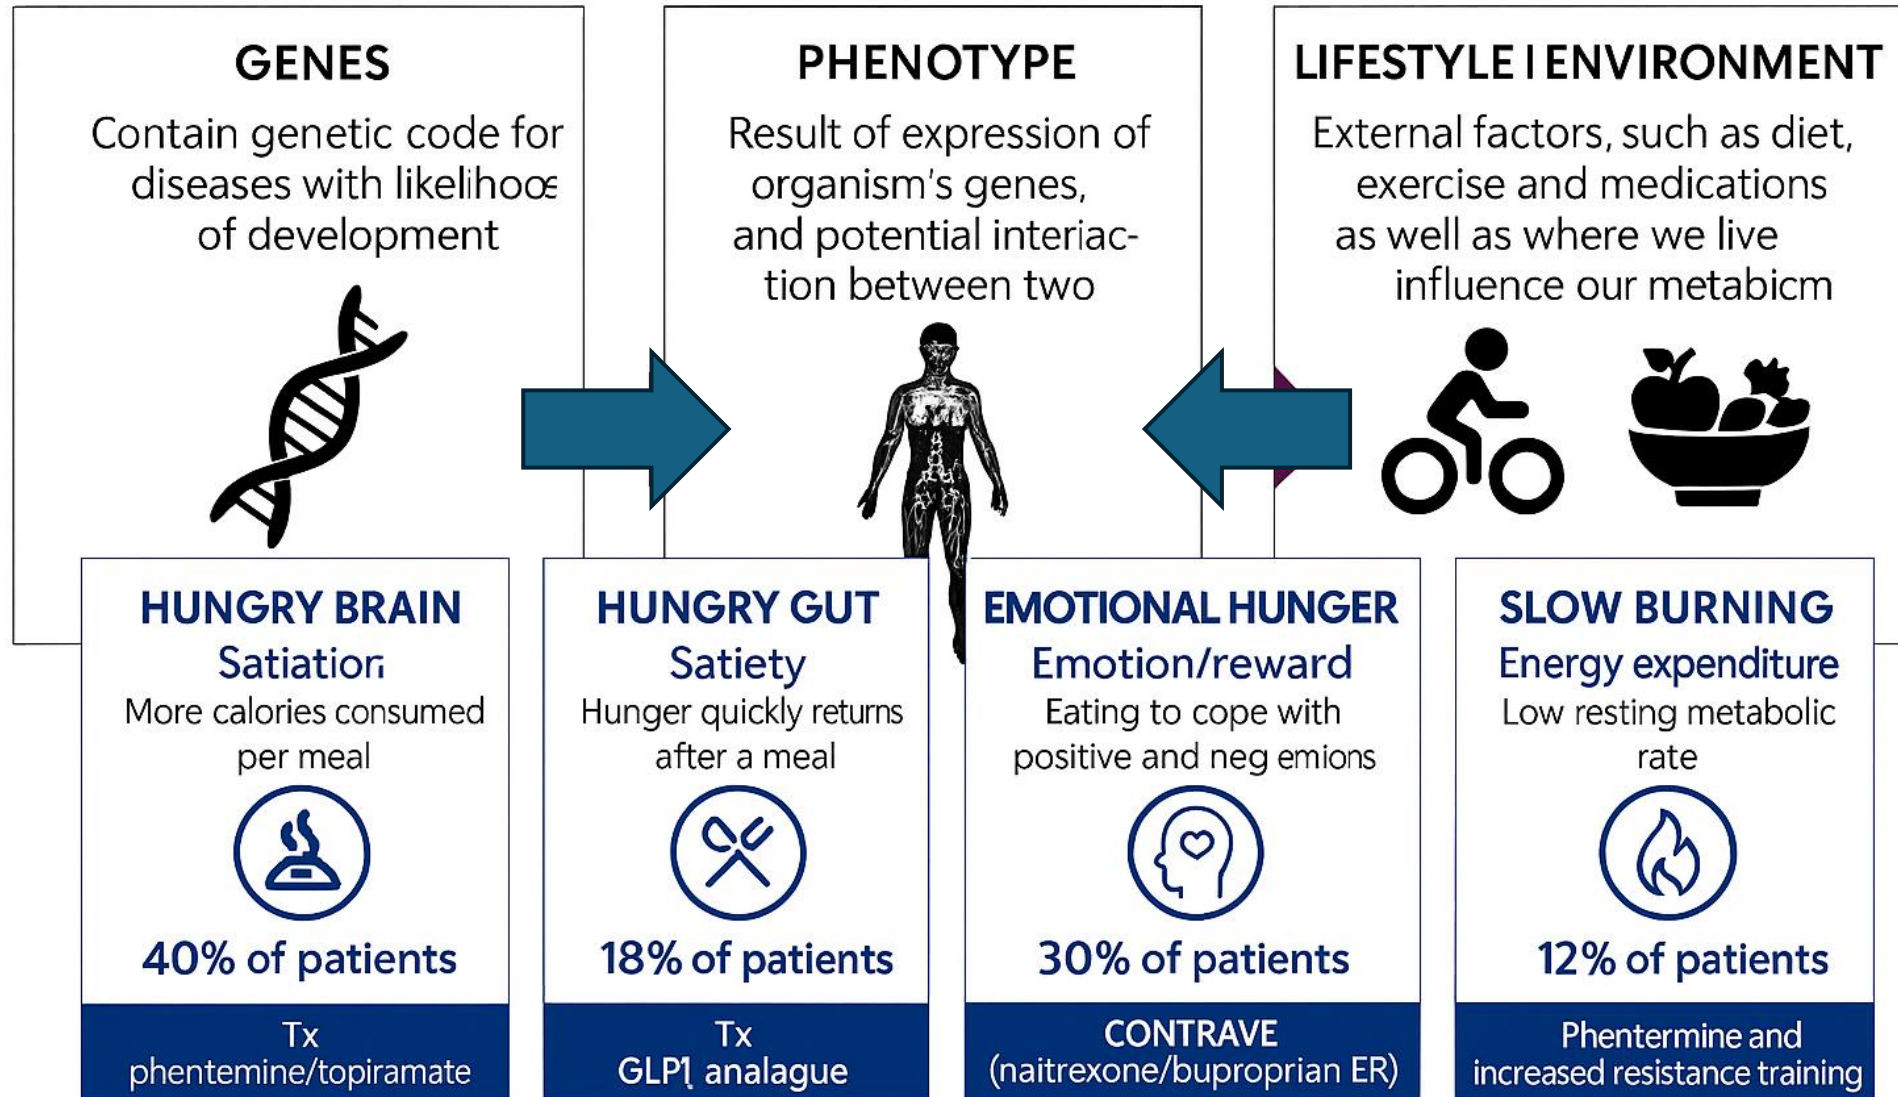 GENES
Contain genetic code for
diseases with likelihoœ
of development
PHENOTYPE
Result of expression of
organism's genes,
and potential interiac-
tion between two
LIFESTYLE I ENVIRONMENT
External factors, such as diet,
exercise and medications
as well as where we live
influence our metabicm
HUNGRY BRAIN
Satiation
More calories consumed
per meal
40% of patients
Tx
phentemine/topiramate
HUNGRY GUT
Satiety
Hunger quickly returns
after a meal
18% of patients
Tx
GLP1 analague
EMOTIONAL HUNGER
Emotion/reward
Eating to cope with
positive and neg emions
30% of patients
CONTRAVE
(naitrexone/buproprian ER)
SLOW BURNING
Energy expenditure
Low resting metabolic
rate
12% of patients
Phentermine and
increased resistance training